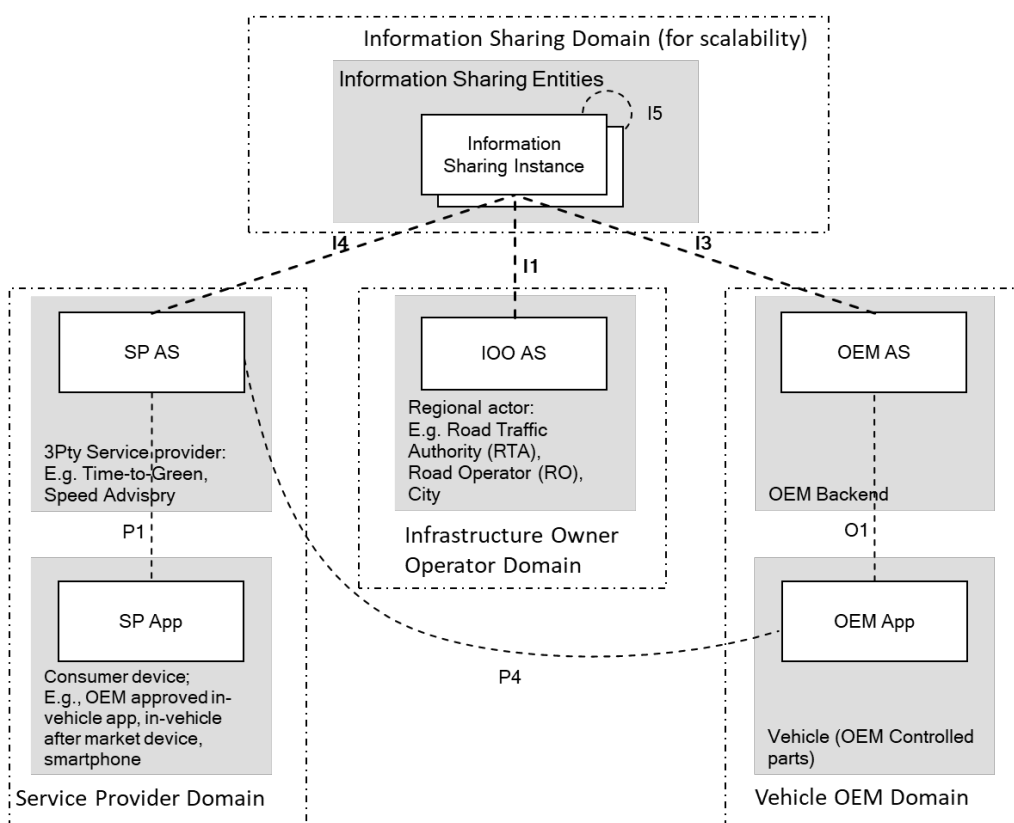 Information Sharing Domain (for scalability)
Information Sharing Entities
I5
Information
Sharing Instance
I4
I1
I3
SP AS
IOO AS
OEM AS
3Pty Service provider:
E.g. Time-to-Green,
Speed Advisory
Regional actor:
E.g. Road Traffic
Authority (RTA),
Road Operator (RO),
City
OEM Backend
P1
Infrastructure Owner
Operator Domain
O1
SP App
OEM App
P4
Consumer device;
E.g., OEM approved in-
vehicle app, in-vehicle
after market device,
smartphone
Vehicle (OEM Controlled
parts)
Service Provider Domain
Vehicle OEM Domain